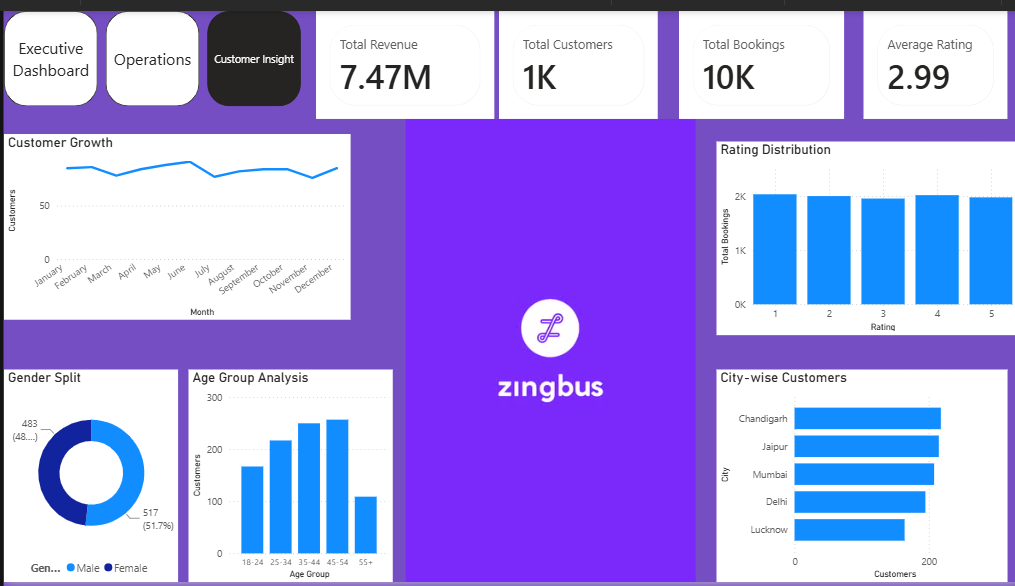 Executive
Dashboard
Operations
Customer Insight
Total Revenue
7.47M
Total Customers
1K
Total Bookings
10K
Average Rating
2.99
Customer Growth
Customers
50
0
January
February
March
April
May
June
July
August
September
October
November
December
Month
Rating Distribution
Total Bookings
2K
1K
0K
1
2
3
4
5
Rating
zıngbus
Gender Split
483
(48....)
517
(51.7%)
Gen...
Male
Female
Age Group Analysis
Customers
300
200
100
0
18-24
25-34
35-44
45-54
55+
Age Group
City-wise Customers
City
Chandigarh
Jaipur
Mumbai
Delhi
Lucknow
0
200
Customers